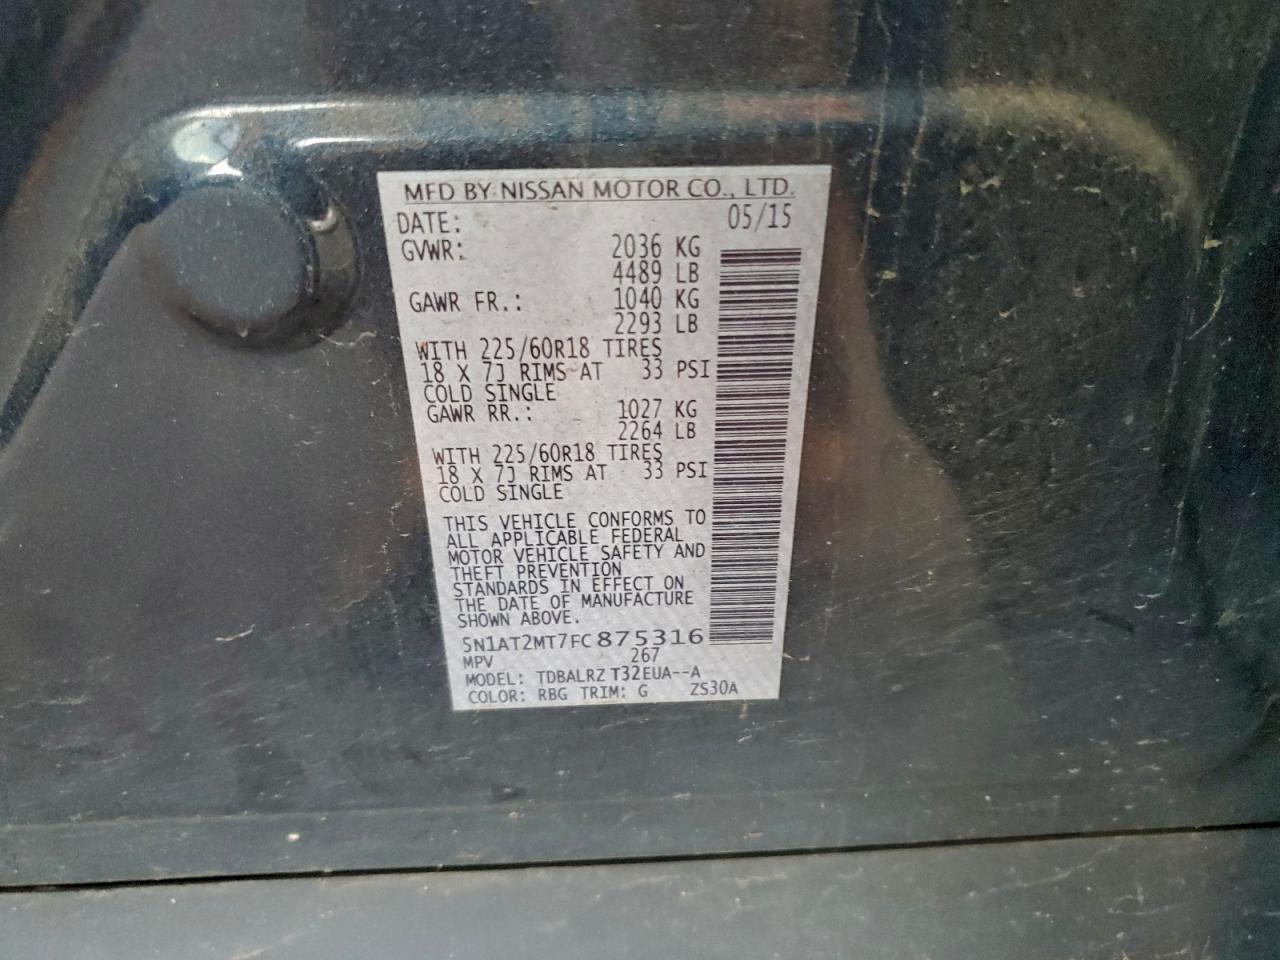 MFD BY NISSAN MOTOR CO., LTD.
DATE: 05/15
GVWR: 2036 KG
4489 LB
GAWR FR.: 1040 KG
2293 LB
WITH 225/60R18 TIRES
18 X 7J RIMS AT 33 PSI
COLD SINGLE
GAWR RR.: 1027 KG
2264 LB
WITH 225/60R18 TIRES
18 X 7J RIMS AT 33 PSI
COLD SINGLE
THIS VEHICLE CONFORMS TO
ALL APPLICABLE FEDERAL
MOTOR VEHICLE SAFETY AND
THEFT PREVENTION
STANDARDS IN EFFECT ON
THE DATE OF MANUFACTURE
SHOWN ABOVE.
5N1AT2MT7FC875316
MPV 267
MODEL: TDBALRZ T32EUA--A
COLOR: RBG TRIM: G ZS30A